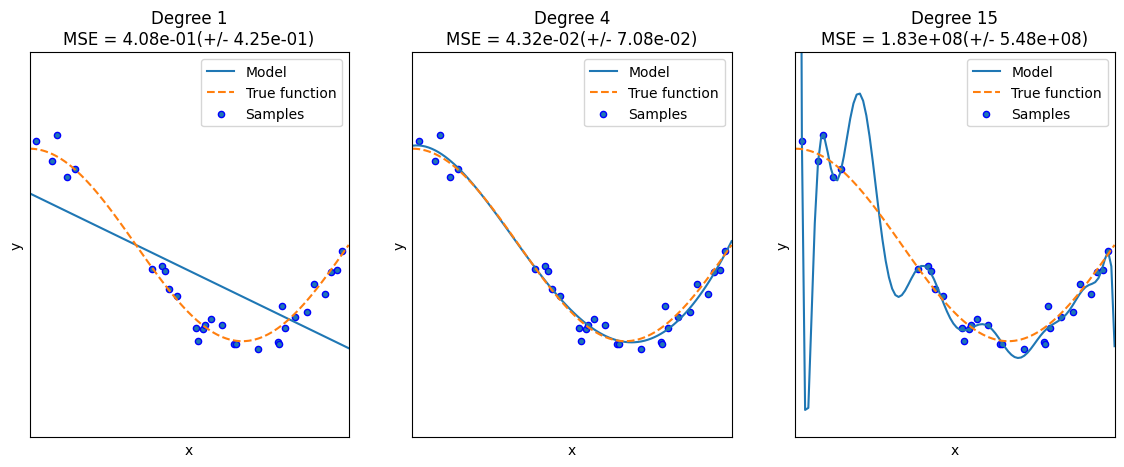 Degree 1
MSE = 4.08e-01(+/- 4.25e-01)
Model
True function
Samples
y
x
Degree 4
MSE = 4.32e-02(+/- 7.08e-02)
Model
True function
Samples
y
x
Degree 15
MSE = 1.83e+08(+/- 5.48e+08)
Model
True function
Samples
y
x